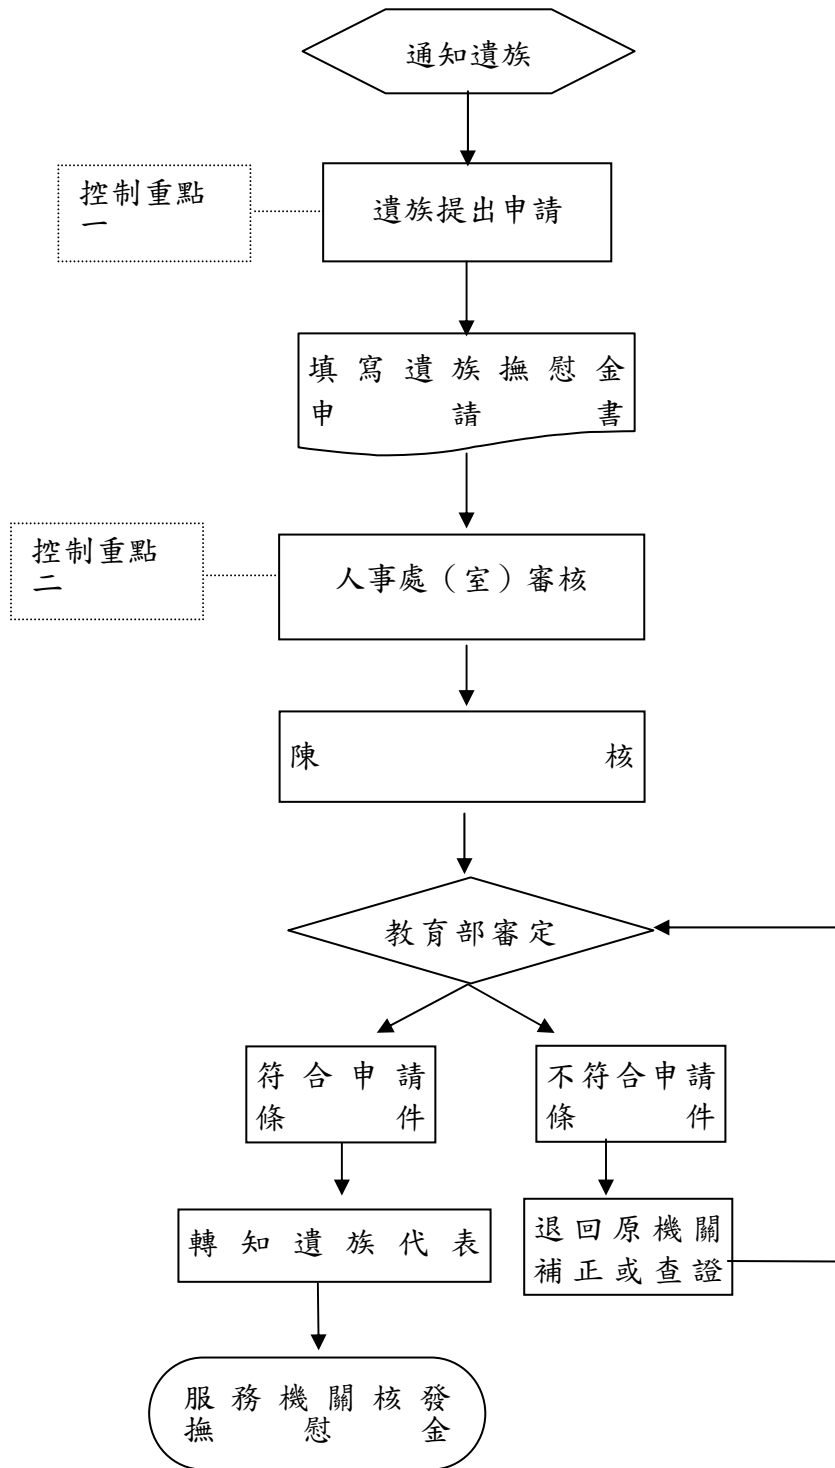 通知遺族
控制重點
一
遺族提出申請
填寫遺族撫慰金
申請書
控制重點
二
人事處（室）審核
陳核
教育部審定
符合申請
條件
不符合申請
條件
轉知遺族代表
退回原機關
補正或查證
服務機關核發
撫慰金